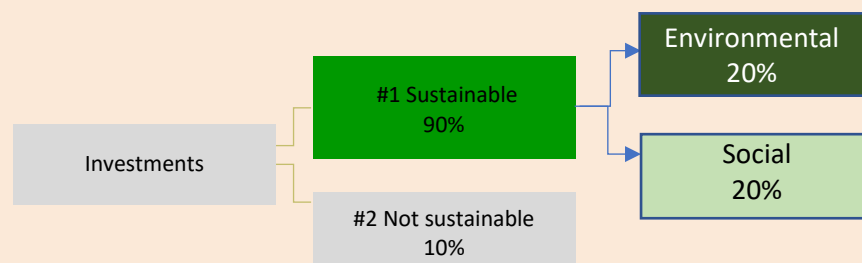 Investments
#1 Sustainable
90%
#2 Not sustainable
10%
Environmental
20%
Social
20%